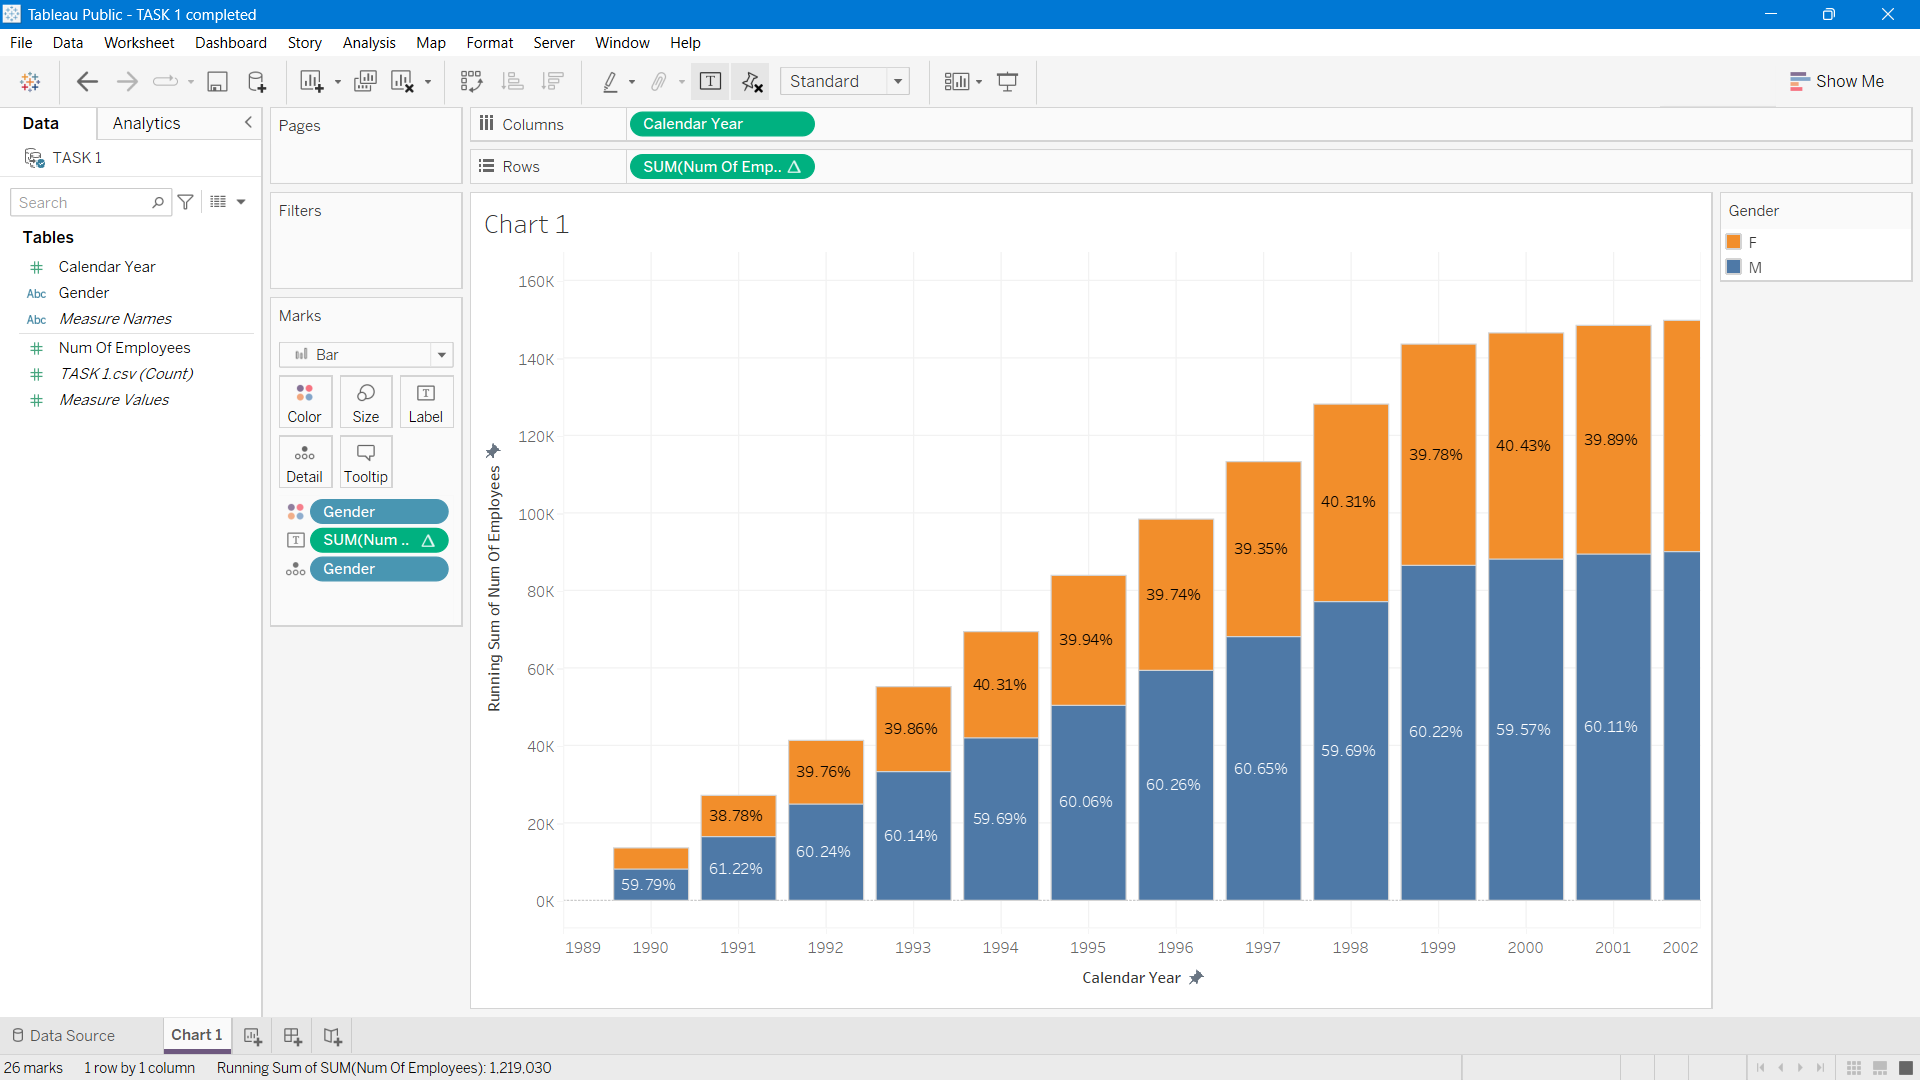 Tableau Public - TASK 1 completed
File Data Worksheet Dashboard Story Analysis Map Format Server Window Help
Standard
Show Me
Data Analytics
TASK 1
Search
Tables
Calendar Year
Abc Gender
Abc Measure Names
Num Of Employees
TASK 1.csv (Count)
Measure Values
Pages
Filters
Marks
Bar
Color Size Label
Detail Tooltip
Gender
SUM(Num ..
Gender
Columns Calendar Year
Rows SUM(Num Of Emp..
Chart 1
Running Sum of Num Of Employees
160K
140K
120K
100K
80K
60K
40K
20K
0K
59.79%
38.78%
61.22%
39.76%
60.24%
39.86%
60.14%
40.31%
59.69%
39.94%
60.06%
39.74%
60.26%
39.35%
60.65%
40.31%
59.69%
39.78%
60.22%
40.43%
59.57%
39.89%
60.11%
1989 1990 1991 1992 1993 1994 1995 1996 1997 1998 1999 2000 2001 2002
Calendar Year
Gender
F
M
Data Source Chart 1
26 marks 1 row by 1 column Running Sum of SUM(Num Of Employees): 1,219,030